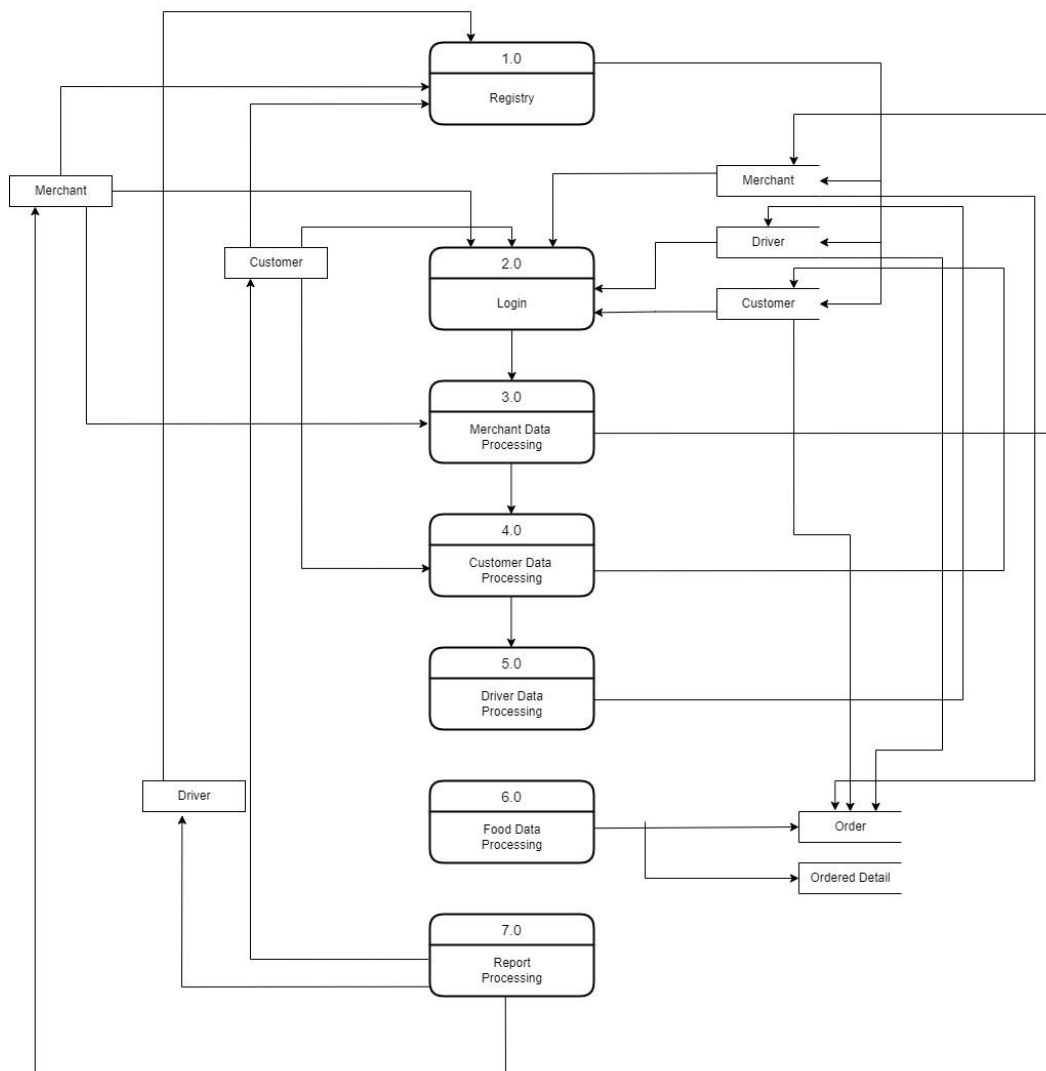 1.0
Registry
Merchant
Merchant
Driver
Customer
2.0
Login
Customer
3.0
Merchant Data
Processing
4.0
Customer Data
Processing
5.0
Driver Data
Processing
Driver
6.0
Food Data
Processing
Order
Ordered Detail
7.0
Report
Processing